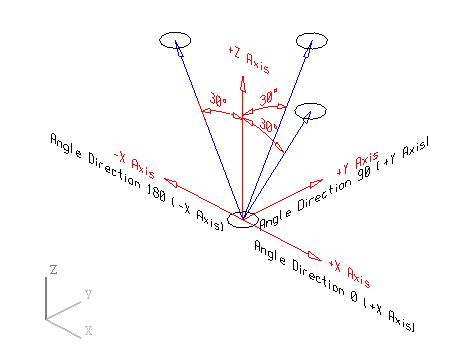 +Z Axis
30°
30°
30°
-X Axis
+Y Axis
Angle Direction 180 (-X Axis)
Angle Direction 90 (+Y Axis)
+X Axis
Angle Direction 0 (+X Axis)
Z
Y
X